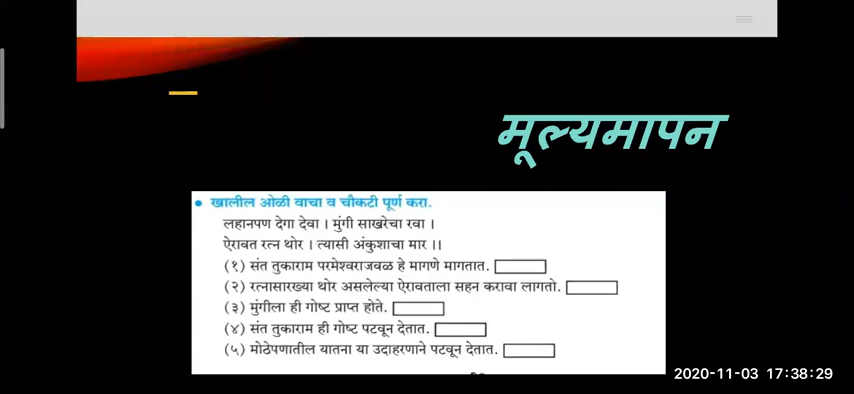 मूल्यमापन
• खालील ओळी वाचा व चौकटी पूर्ण करा.
लहानपण देगा देवा । मुंगी साखरेचा रवा ।
ऐरावत रत्न थोर । त्यासी अंकुशाचा मार ।।
(१) संत तुकाराम परमेश्वराजवळ हे मागणे मागतात.
(२) रत्नासारख्या थोर असलेल्या ऐरावताला सहन करावा लागतो.
(३) मुंगीला ही गोष्ट प्राप्त होते.
(४) संत तुकाराम ही गोष्ट पटवून देतात.
(५) मोठेपणातील यातना या उदाहरणाने पटवून देतात.
2020-11-03 17:38:29